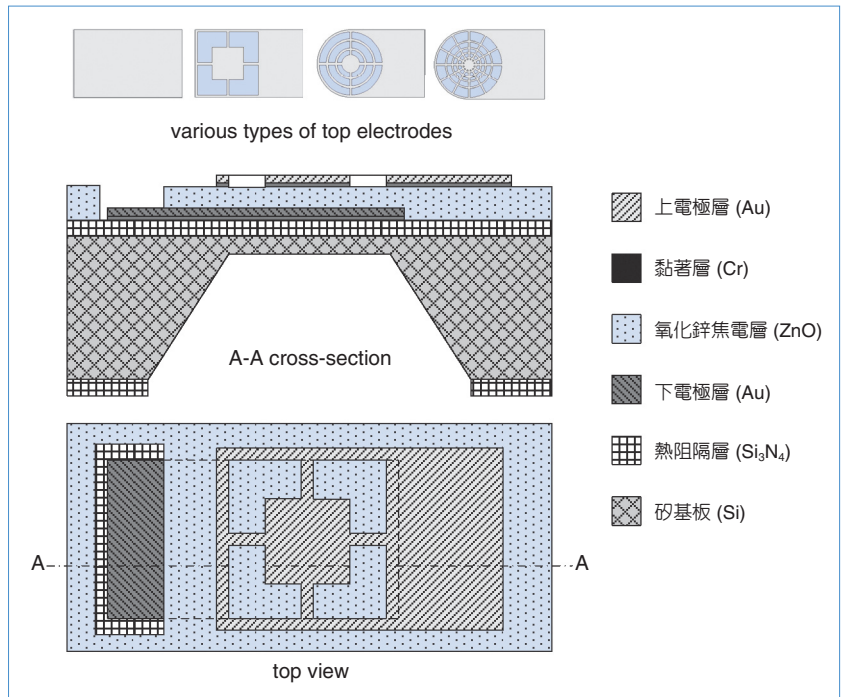 various types of top electrodes
A-A cross-section
上電極層 (Au)
黏著層 (Cr)
氧化鋅焦電層 (ZnO)
下電極層 (Au)
熱阻隔層 (Si₃N₄)
矽基板 (Si)
A
A
top view